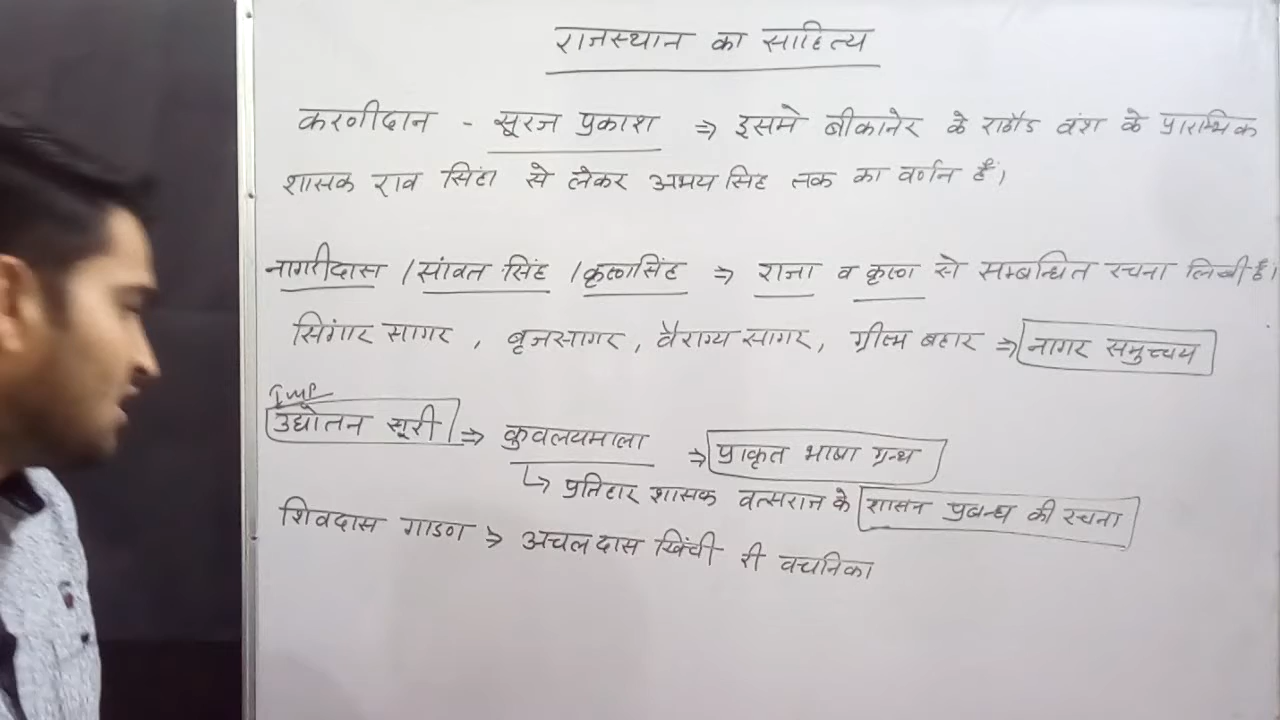 राजस्थान का साहित्य
करणीदान - सूरज प्रकाश ⇒ इसमे बीकानेर के राठौड वंश के प्रारम्भिक
शासक राव सिंहा से लेकर अभय सिंह तक का वर्णन हैं।
नागरीदास / सांवत सिंह / कृष्णसिंह ⇒ राजा व कृष्ण से सम्बन्धित रचना लिखी हैं।
सिंगार सागर , बृजसागर , वैराग्य सागर, ग्रीष्म बहार ⇒ नागर समुच्चय
Imp
उद्योतन सूरी ⇒ कुवलयमाला ⇒ प्राकृत भाषा ग्रन्थ
↳ प्रतिहार शासक वत्सराज के शासन प्रबन्ध की रचना
शिवदास गाडण ⇒ अचलदास खिंची री वचनिका